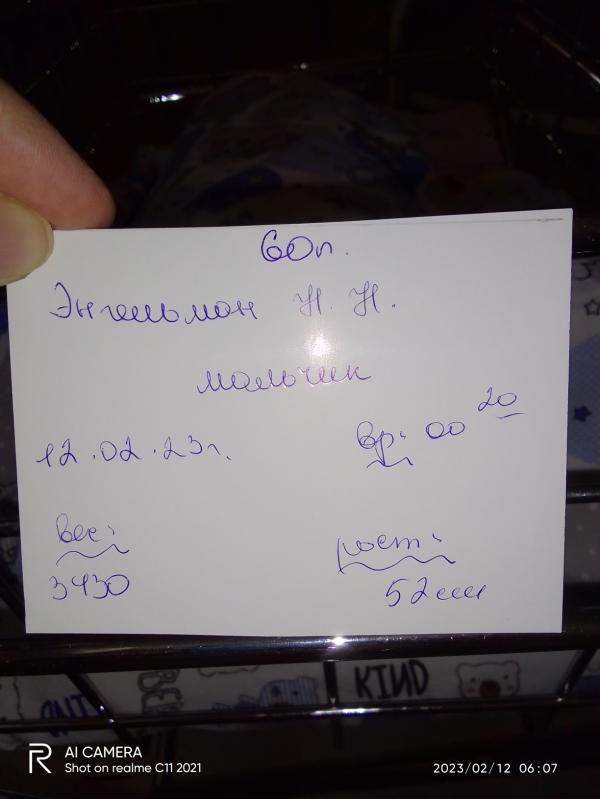 60п.
Энгельман Н. Н.
мальчик
12.02.23г.
вр: 00 20
вес:
3430
рост:
52см
KIND
AI CAMERA
Shot on realme C11 2021
2023/02/12 06:07